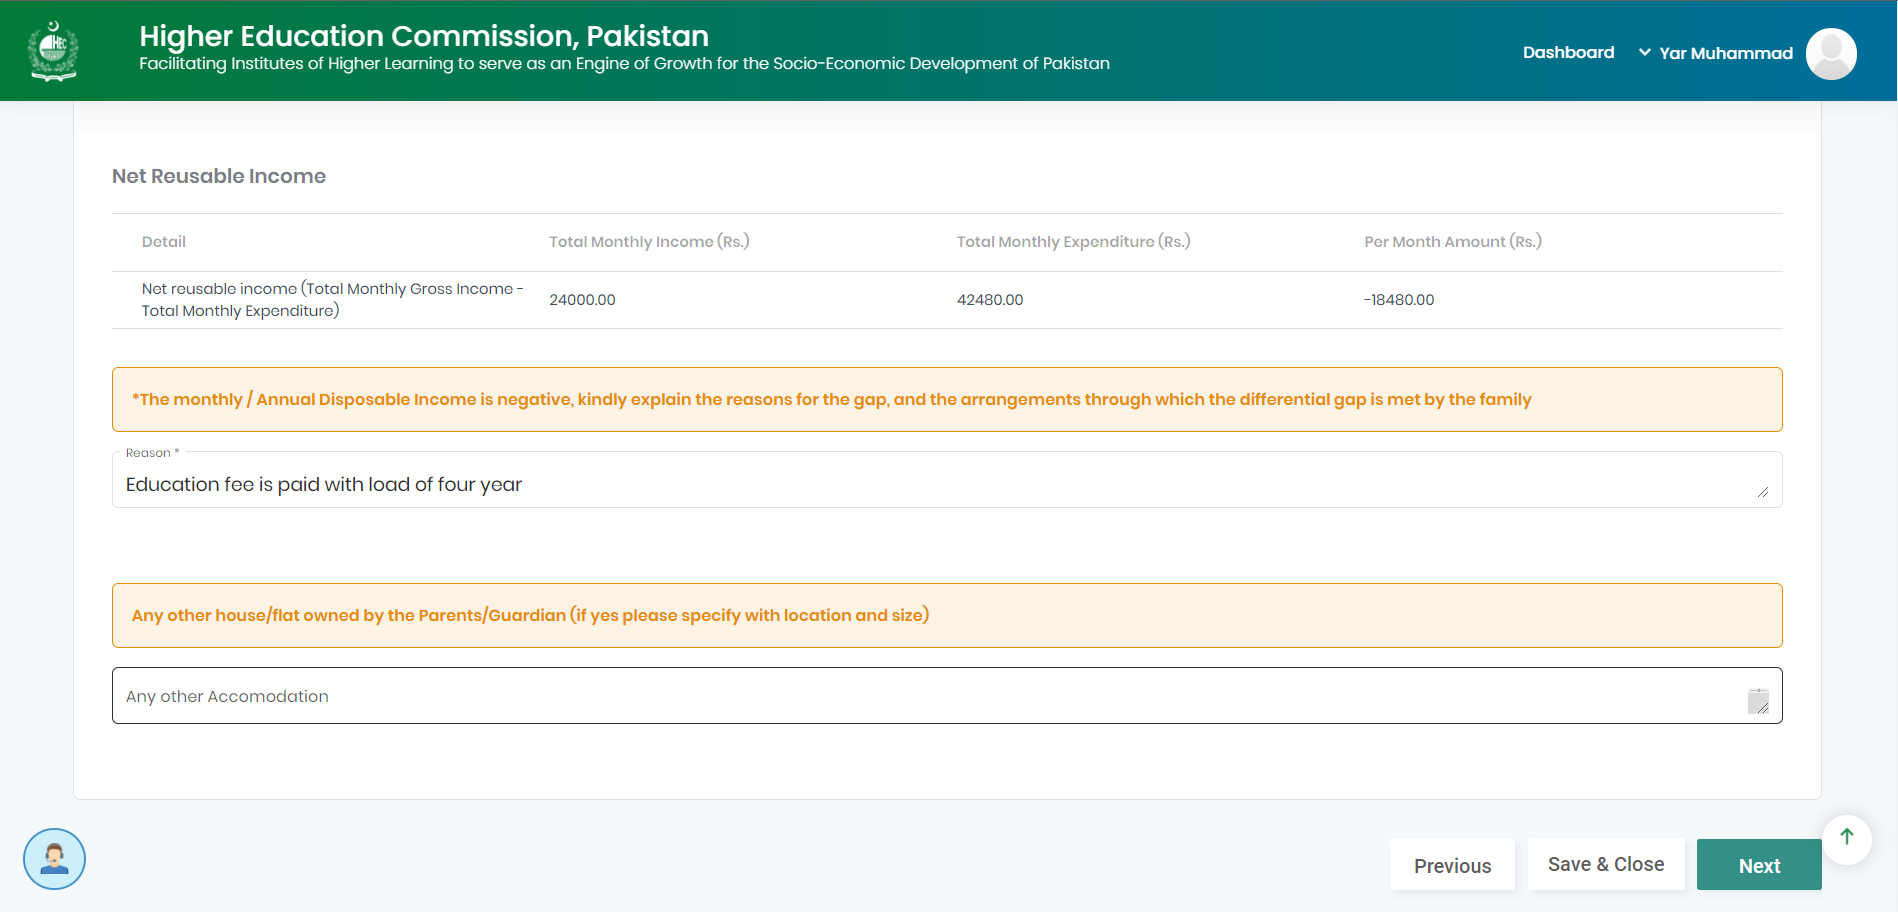 HEC
Higher Education Commission, Pakistan
Facilitating Institutes of Higher Learning to serve as an Engine of Growth for the Socio-Economic Development of Pakistan
Dashboard
Yar Muhammad
Net Reusable Income
Detail
Total Monthly Income (Rs.)
Total Monthly Expenditure (Rs.)
Per Month Amount (Rs.)
Net reusable income (Total Monthly Gross Income -
Total Monthly Expenditure)
24000.00
42480.00
-18480.00
*The monthly / Annual Disposable Income is negative, kindly explain the reasons for the gap, and the arrangements through which the differential gap is met by the family
Reason *
Education fee is paid with load of four year
Any other house/flat owned by the Parents/Guardian (if yes please specify with location and size)
Any other Accomodation
Previous
Save & Close
Next